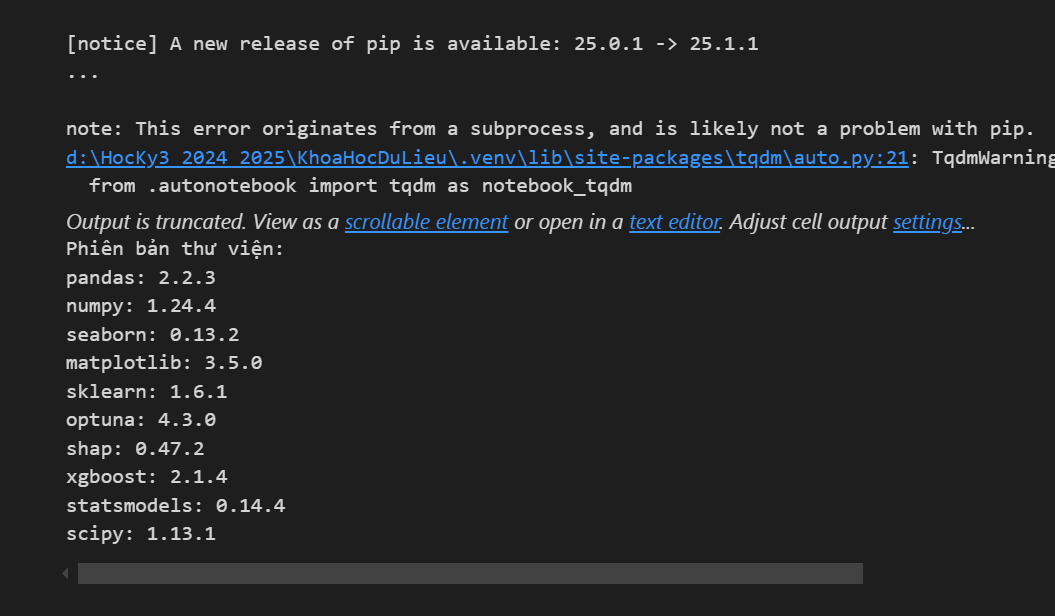 [notice] A new release of pip is available: 25.0.1 -> 25.1.1
...
note: This error originates from a subprocess, and is likely not a problem with pip.
d:\HocKy3_2024_2025\KhoaHocDuLieu\.venv\lib\site-packages\tqdm\auto.py:21: TqdmWarning
from .autonotebook import tqdm as notebook_tqdm
Output is truncated. View as a scrollable element or open in a text editor. Adjust cell output settings...
Phiên bản thư viện:
pandas: 2.2.3
numpy: 1.24.4
seaborn: 0.13.2
matplotlib: 3.5.0
sklearn: 1.6.1
optuna: 4.3.0
shap: 0.47.2
xgboost: 2.1.4
statsmodels: 0.14.4
scipy: 1.13.1